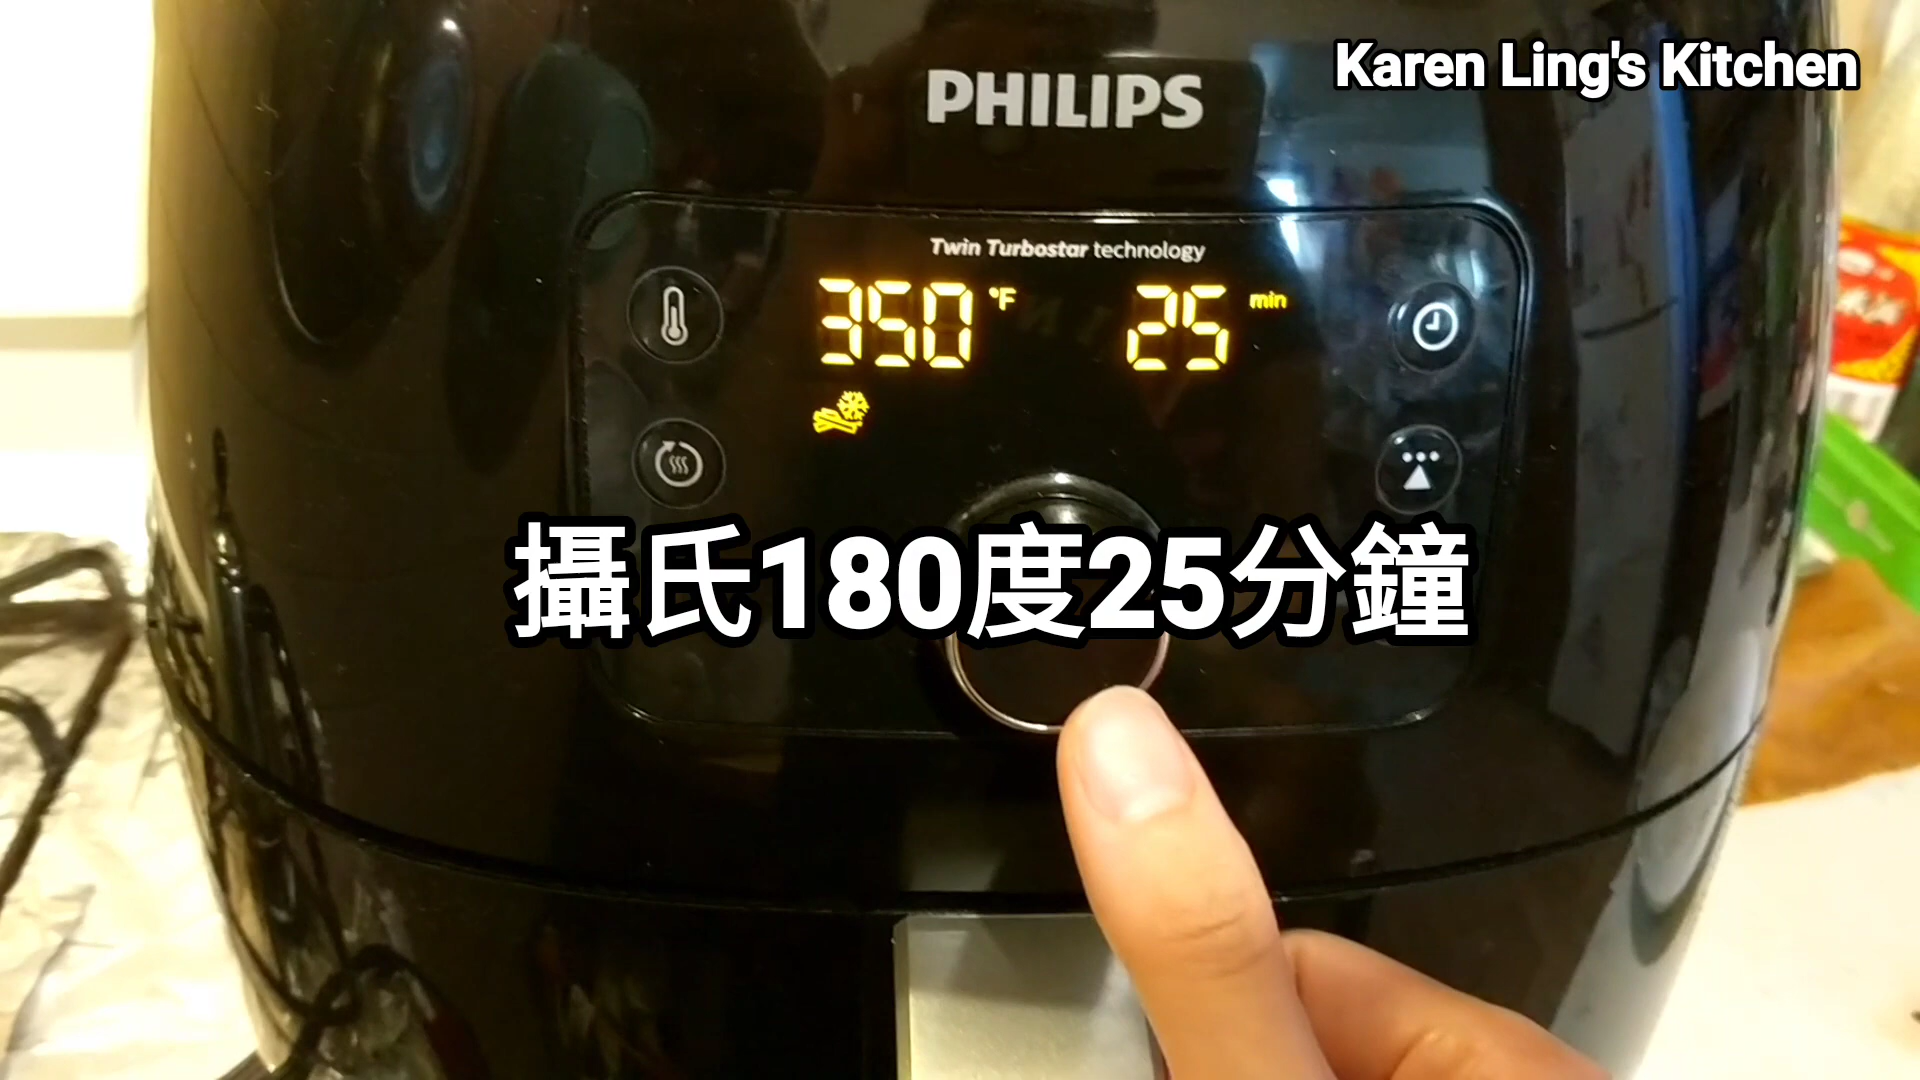 Karen Ling's Kitchen
PHILIPS
Twin Turbostar technology
350 °F 25 min
攝氏180度25分鐘